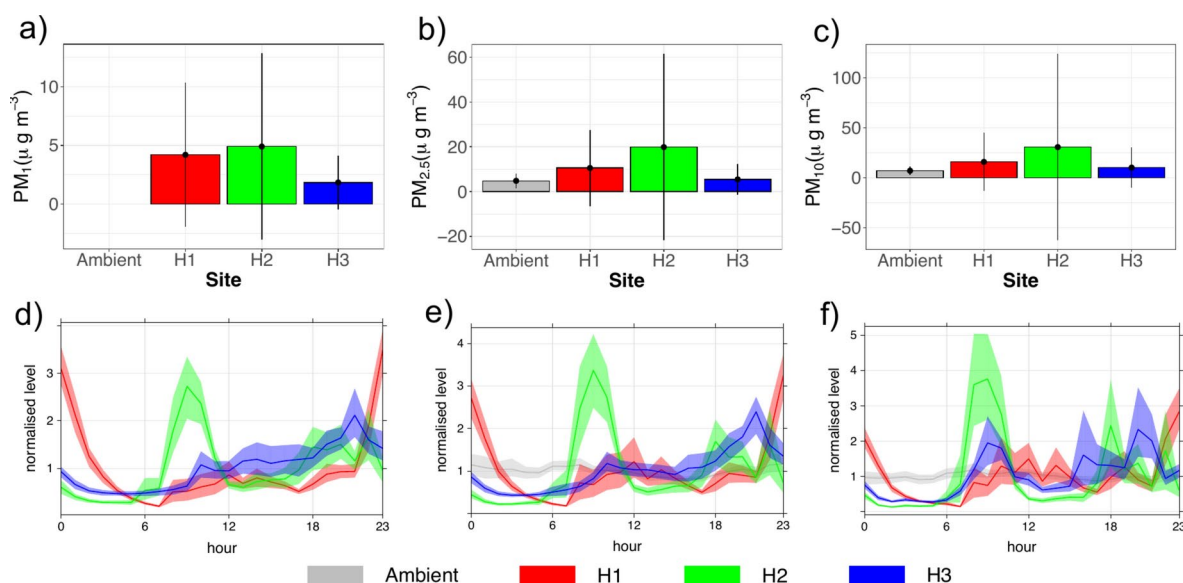 a)
b)
c)
PM1(μ g m−3)
10
5
0
Ambient H1 H2 H3
Site
PM2.5(μ g m−3)
60
40
20
0
−20
Ambient H1 H2 H3
Site
PM10(μ g m−3)
100
50
0
−50
Ambient H1 H2 H3
Site
d)
e)
f)
normalised level
3
2
1
0 6 12 18 23
hour
normalised level
4
3
2
1
0 6 12 18 23
hour
normalised level
5
4
3
2
1
0 6 12 18 23
hour
Ambient H1 H2 H3